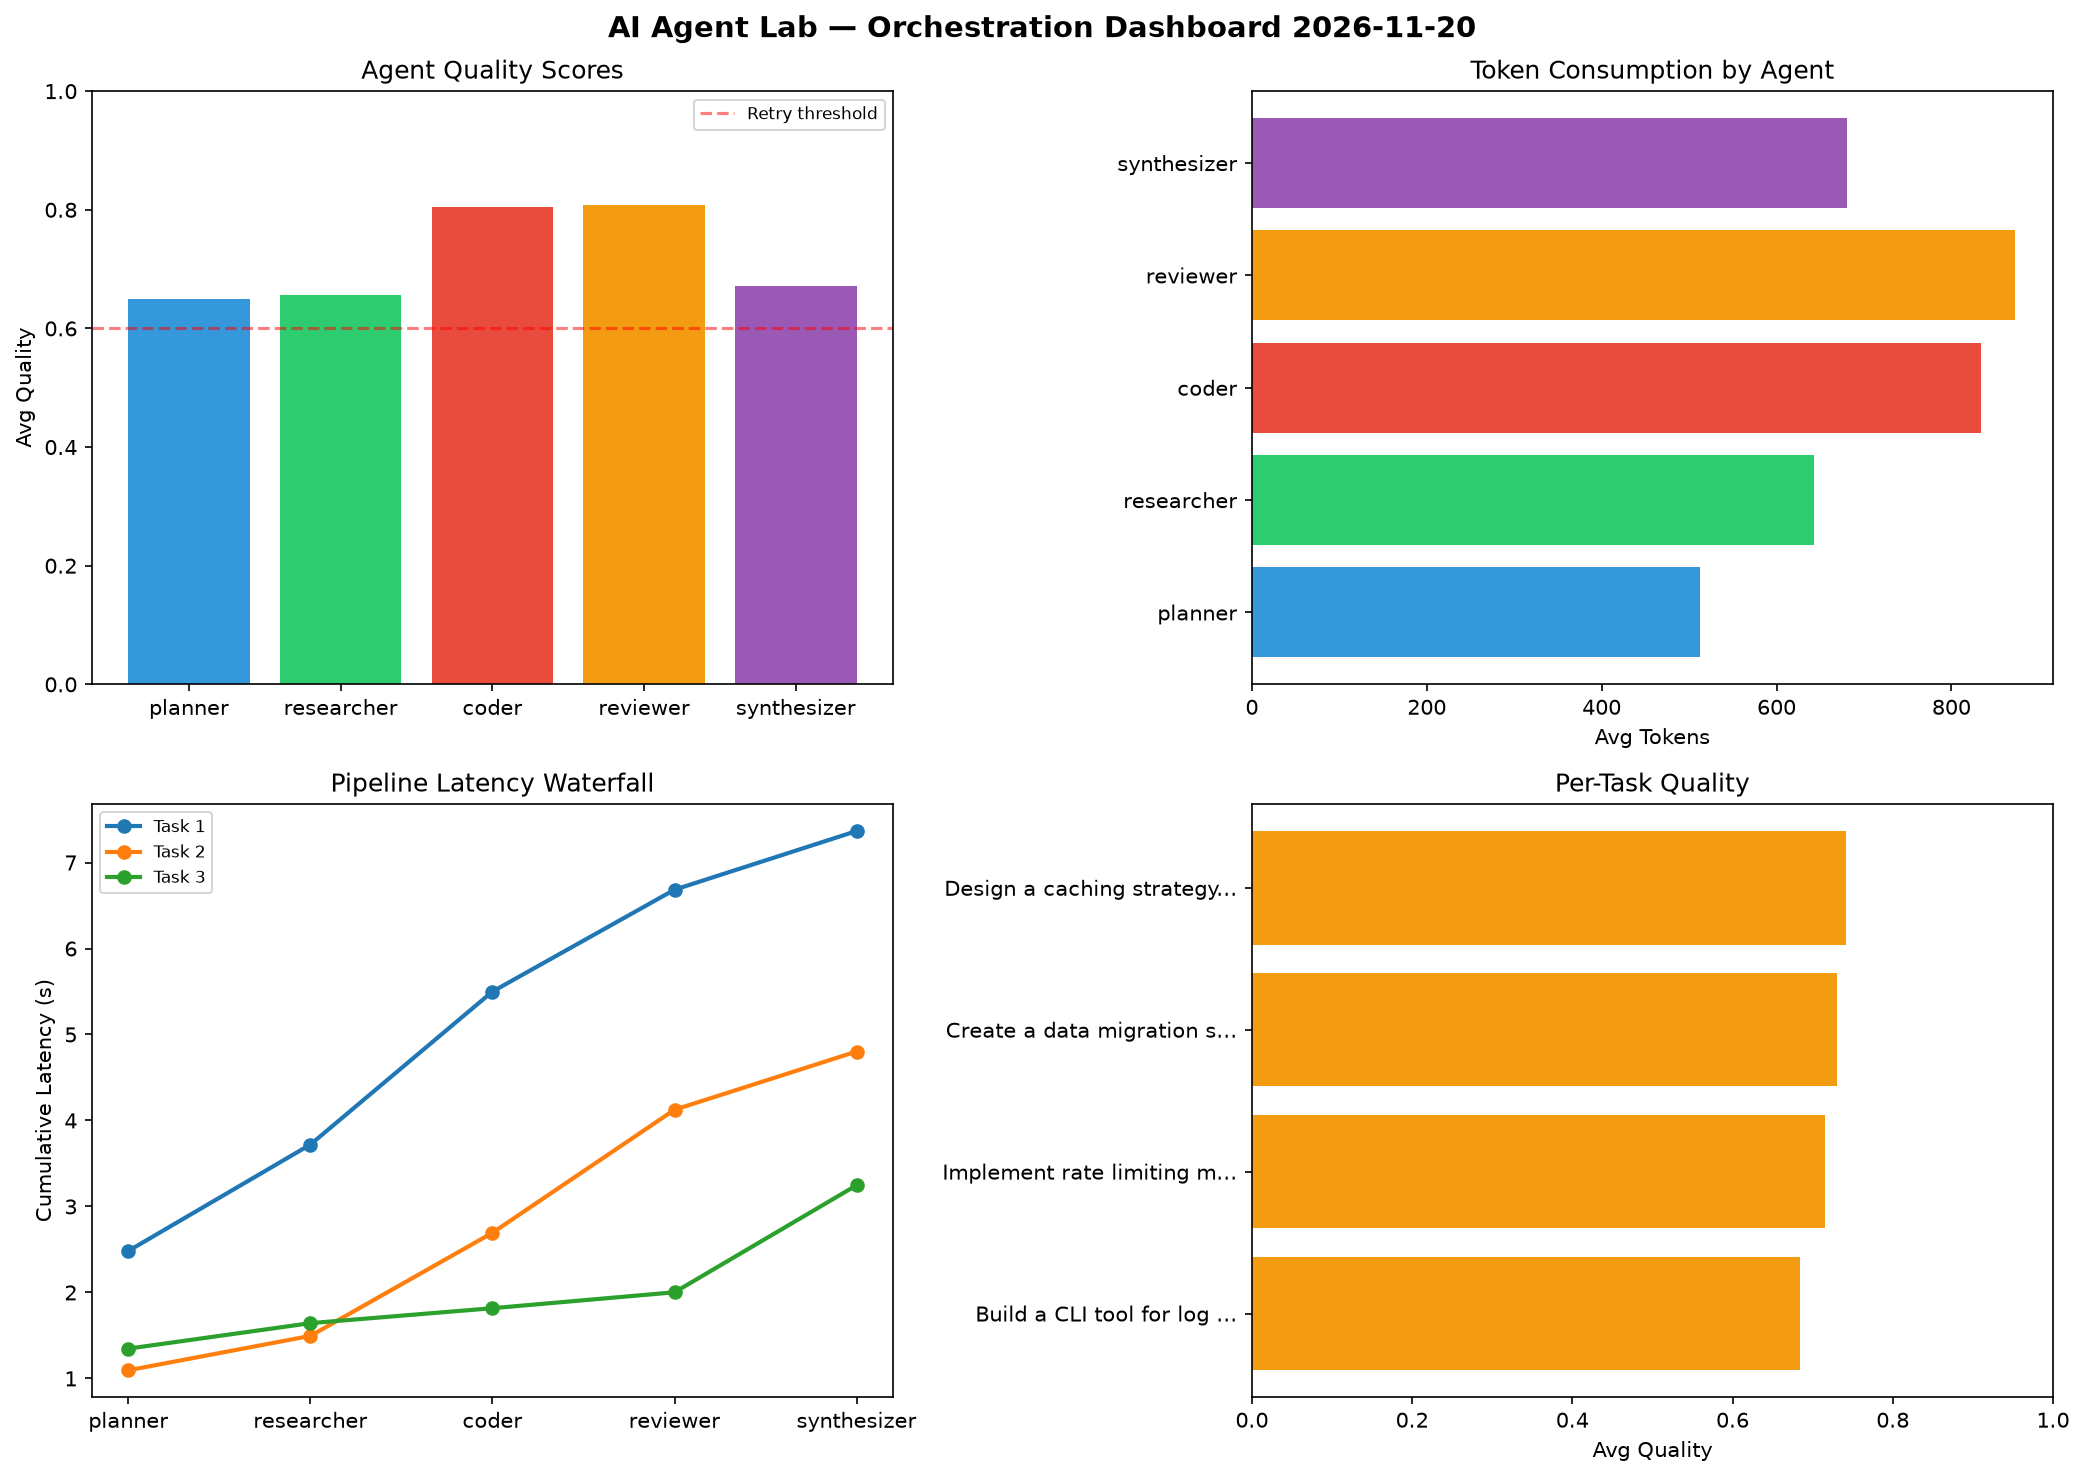 AI Agent Lab — Orchestration Dashboard 2026-11-20
Agent Quality Scores
Retry threshold
1.0
0.8
0.6
0.4
0.2
0.0
Avg Quality
planner researcher coder reviewer synthesizer
Token Consumption by Agent
synthesizer
reviewer
coder
researcher
planner
0 200 400 600 800
Avg Tokens
Pipeline Latency Waterfall
Task 1
Task 2
Task 3
7
6
5
4
3
2
1
Cumulative Latency (s)
planner researcher coder reviewer synthesizer
Per-Task Quality
Design a caching strategy...
Create a data migration s...
Implement rate limiting m...
Build a CLI tool for log ...
0.0 0.2 0.4 0.6 0.8 1.0
Avg Quality